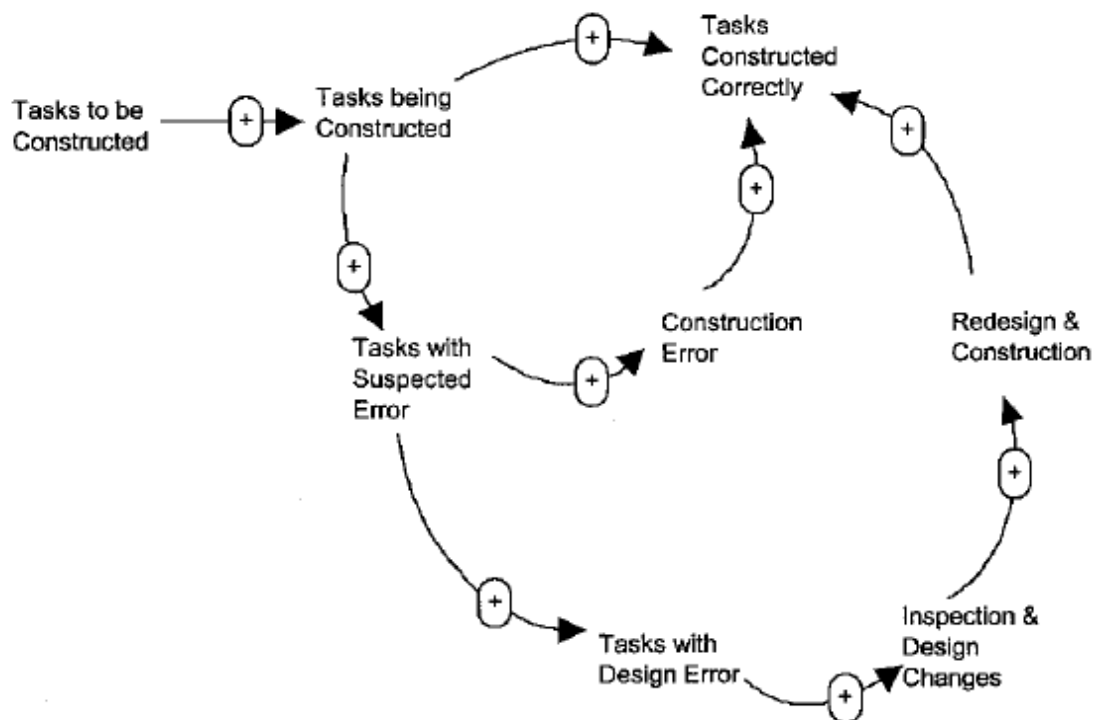 Tasks
Constructed
Correctly
+
+
Tasks to be
Constructed
+
Tasks being
Constructed
+
+
Tasks with
Suspected
Error
+
Construction
Error
Redesign &
Construction
+
+
+
Tasks with
Design Error
+
Inspection &
Design
Changes